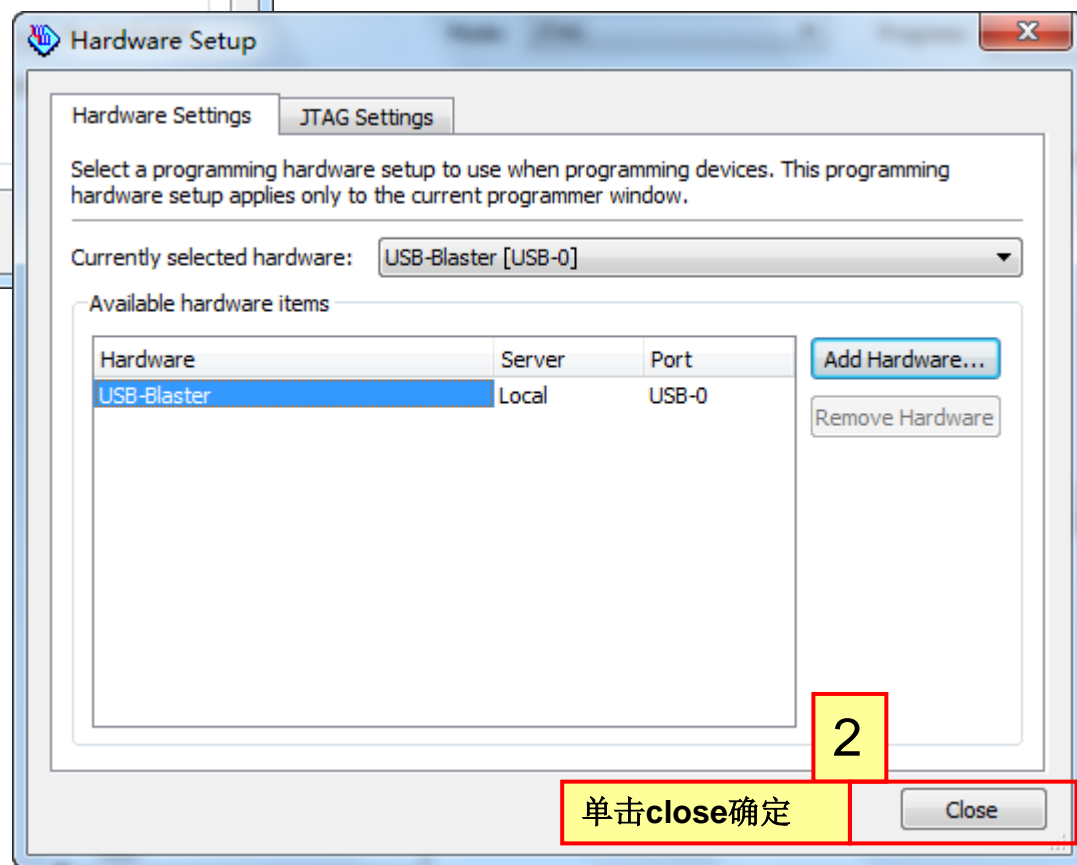 Hardware Setup
Hardware Settings
JTAG Settings
Select a programming hardware setup to use when programming devices. This programming
hardware setup applies only to the current programmer window.
Currently selected hardware:
USB-Blaster [USB-0]
Available hardware items
Hardware Server Port
Add Hardware...
USB-Blaster Local USB-0
Remove Hardware
2
单击close确定
Close